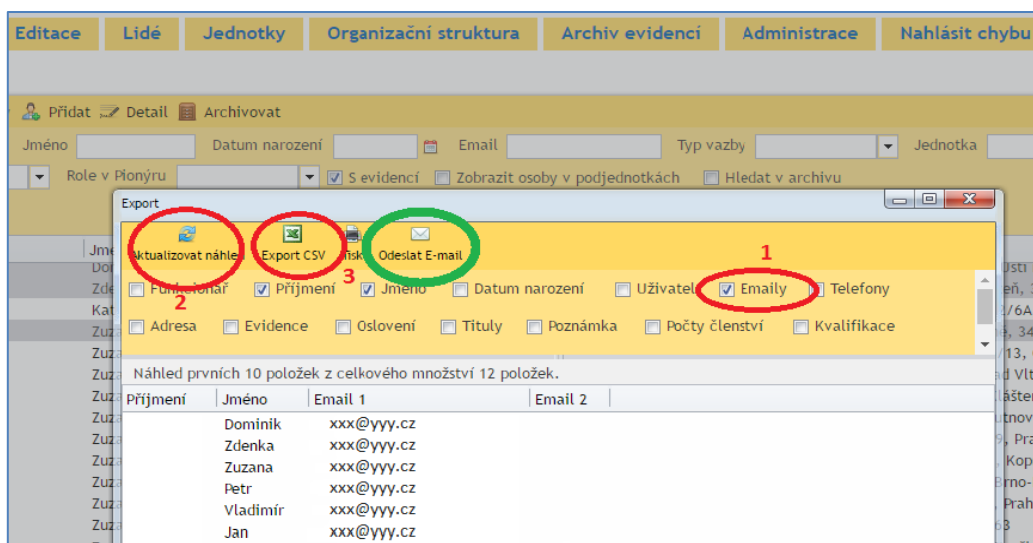 Editace Lidé Jednotky Organizační struktura Archiv evidencí Administrace Nahlásit chybu
Přidat Detail Archivovat
Jméno Datum narození Email Typ vazby Jednotka
Role v Pionýru S evidencí Zobrazit osoby v podjednotkách Hledat v archivu
Export
Aktualizovat náhled Export CSV Tisk Odeslat E-mail
1
Funkcionář Příjmení 3 Jméno Datum narození Uživatel Emaily Telefony
2
Adresa Evidence Oslovení Tituly Poznámka Počty členství Kvalifikace
Náhled prvních 10 položek z celkového množství 12 položek.
Příjmení Jméno Email 1 Email 2
Dominik xxx@yyy.cz
Zdenka xxx@yyy.cz
Zuzana xxx@yyy.cz
Petr xxx@yyy.cz
Vladimír xxx@yyy.cz
Jan xxx@yyy.cz